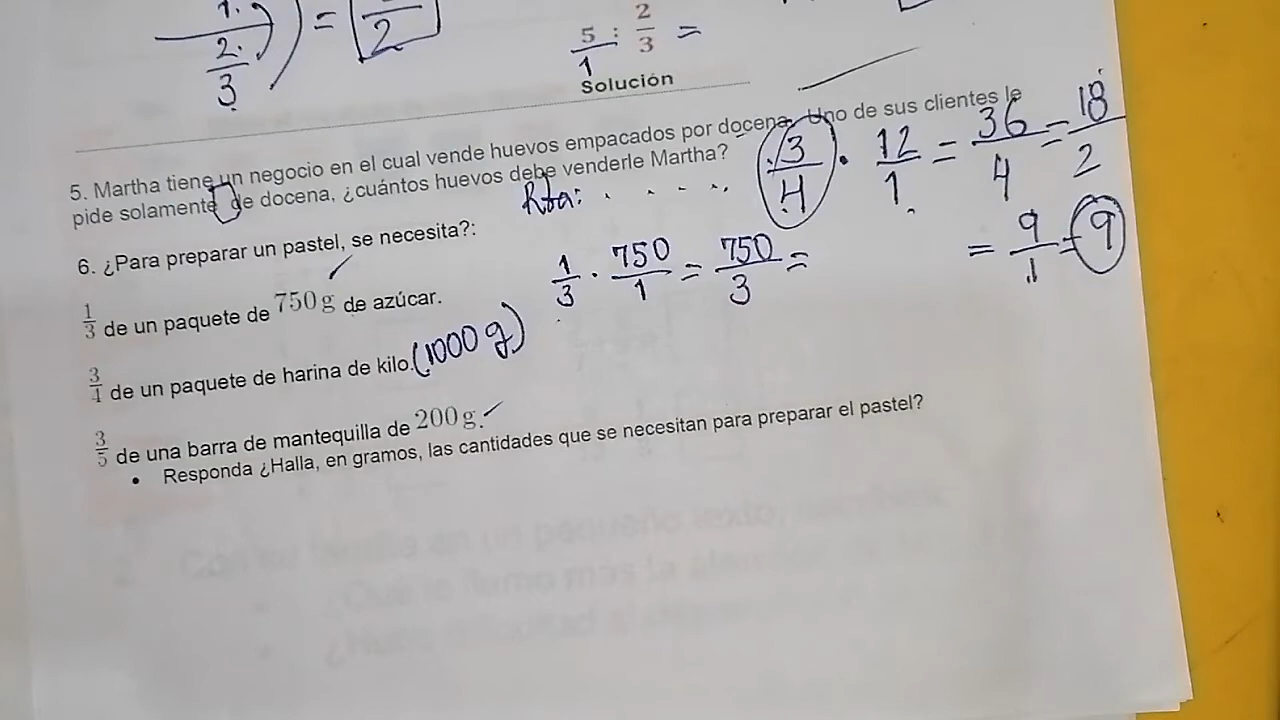 1.
2.
3
=
2
5/1 : 2/3 =
Solución
5. Martha tiene un negocio en el cual vende huevos empacados por docena. Uno de sus clientes le
pide solamente de docena, ¿cuántos huevos debe venderle Martha?
Rta: . . . . 3/4 . 12/1 = 36/4 = 18/2
= 9/1 = 9
6. ¿Para preparar un pastel, se necesita?:
1/3 de un paquete de 750 g de azúcar.
1/3 . 750/1 = 750/3 =
3/4 de un paquete de harina de kilo. (1000 g)
3/5 de una barra de mantequilla de 200 g.
• Responda ¿Halla, en gramos, las cantidades que se necesitan para preparar el pastel?